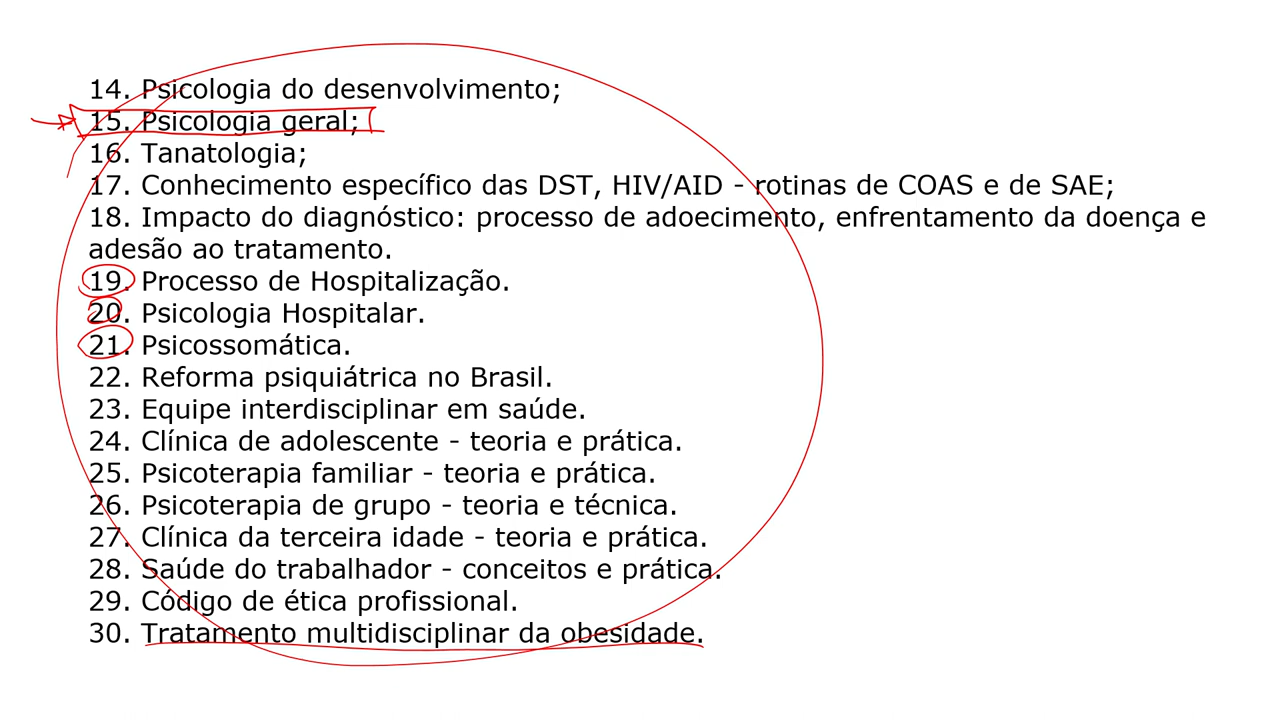 14. Psicologia do desenvolvimento;
15. Psicologia geral;
16. Tanatologia;
17. Conhecimento específico das DST, HIV/AID - rotinas de COAS e de SAE;
18. Impacto do diagnóstico: processo de adoecimento, enfrentamento da doença e
adesão ao tratamento.
19. Processo de Hospitalização.
20. Psicologia Hospitalar.
21. Psicossomática.
22. Reforma psiquiátrica no Brasil.
23. Equipe interdisciplinar em saúde.
24. Clínica de adolescente - teoria e prática.
25. Psicoterapia familiar - teoria e prática.
26. Psicoterapia de grupo - teoria e técnica.
27. Clínica da terceira idade - teoria e prática.
28. Saúde do trabalhador - conceitos e prática.
29. Código de ética profissional.
30. Tratamento multidisciplinar da obesidade.